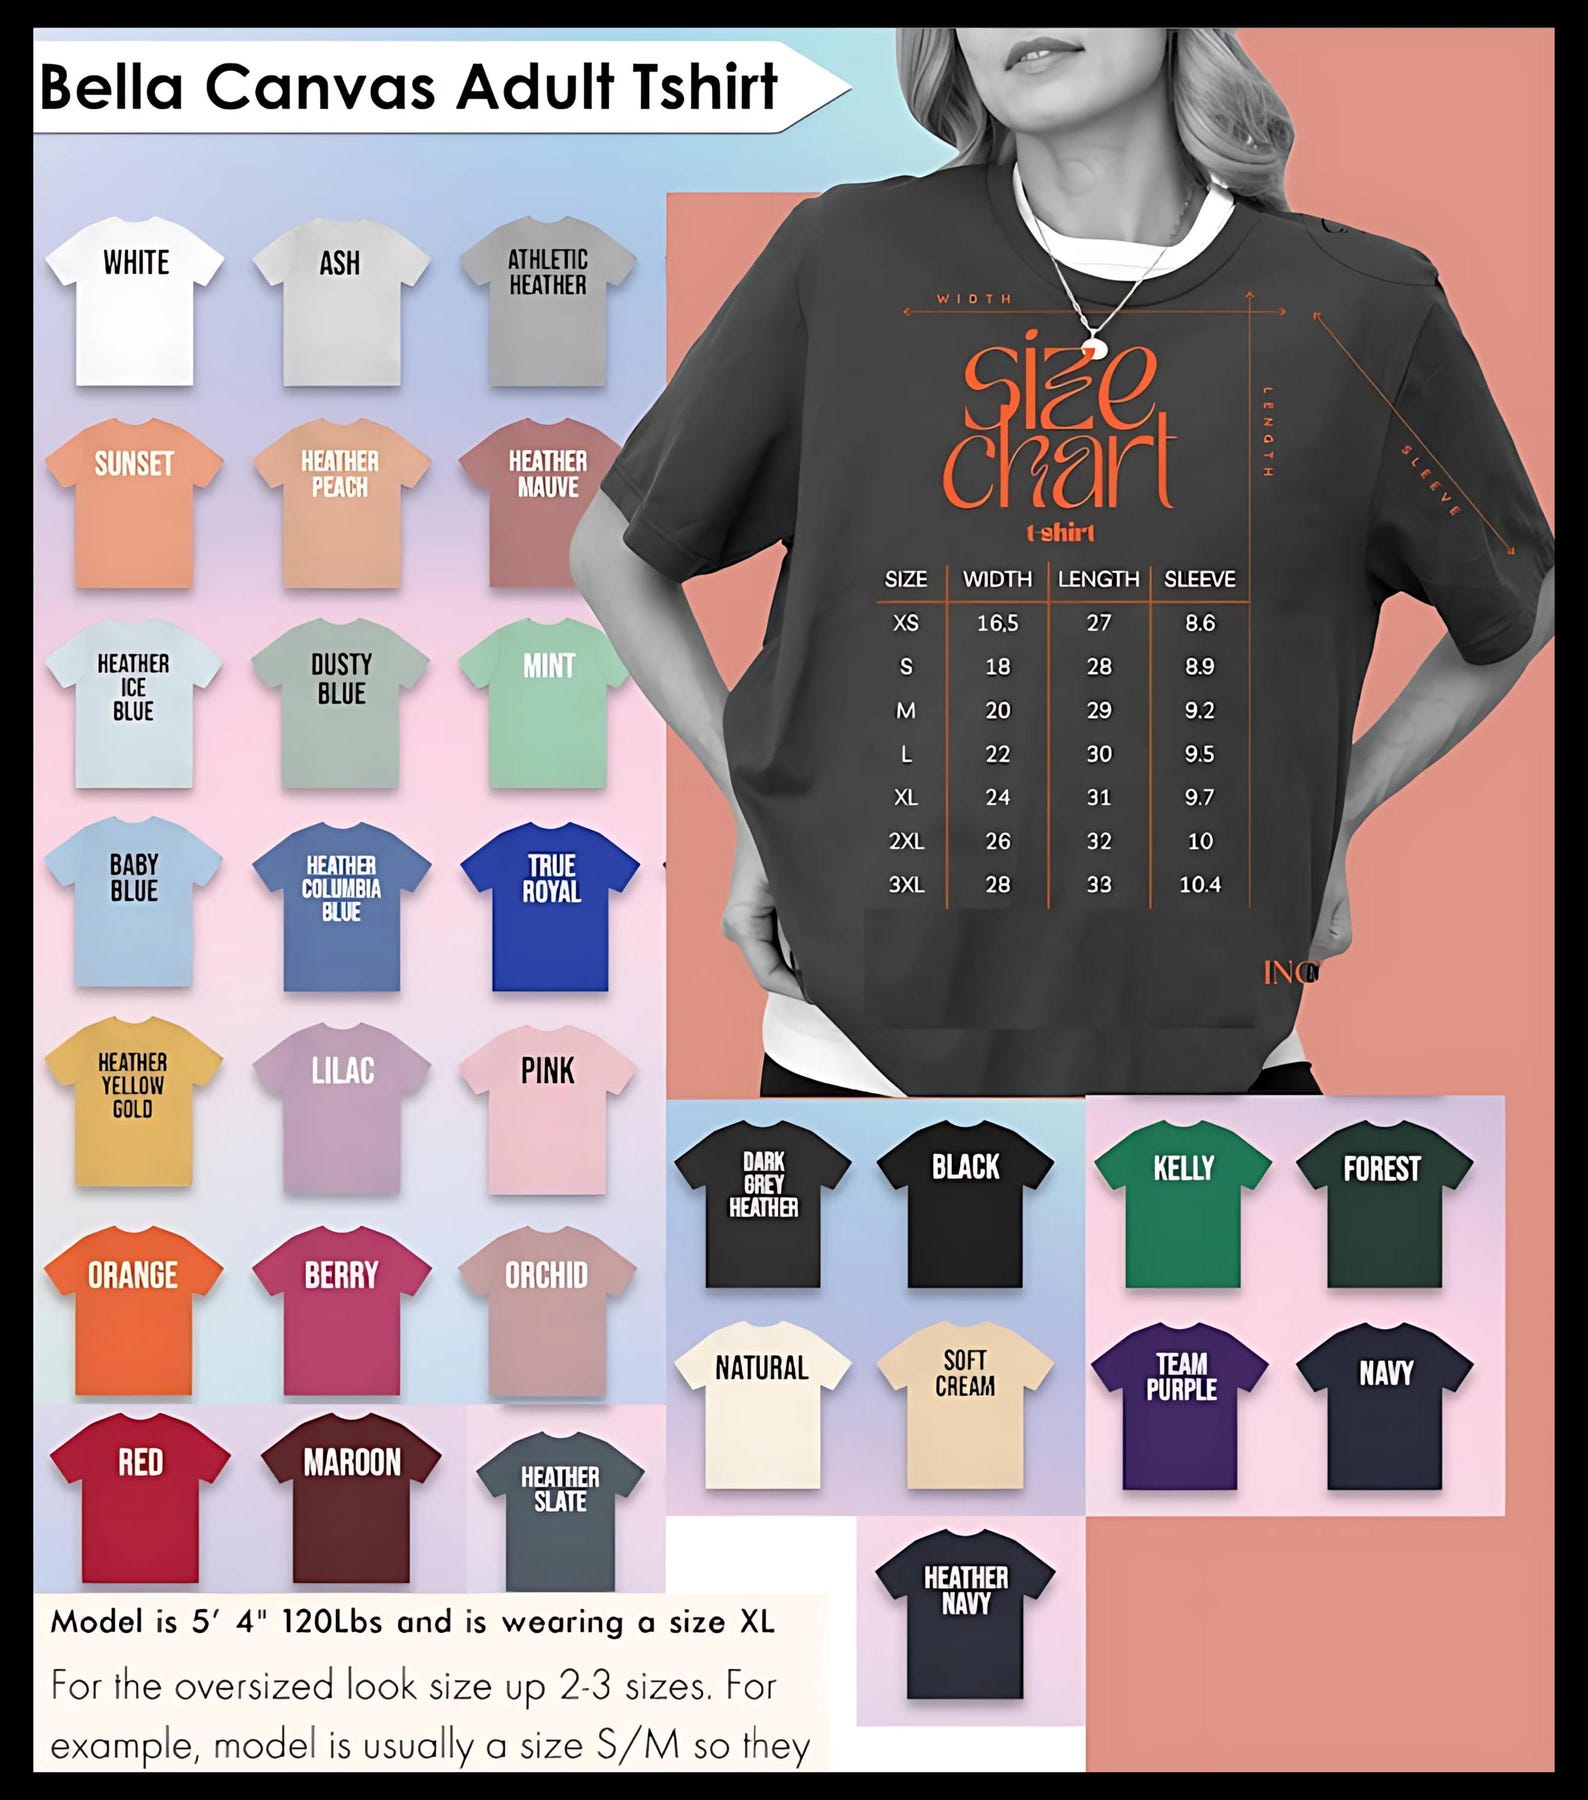 Bella Canvas Adult Tshirt
WHITE
ASH
ATHLETIC
HEATHER
SUNSET
HEATHER
PEACH
HEATHER
MAUVE
HEATHER
ICE
BLUE
DUSTY
BLUE
MINT
BABY
BLUE
HEATHER
COLUMBIA
BLUE
TRUE
ROYAL
HEATHER
YELLOW
GOLD
LILAC
PINK
ORANGE
BERRY
ORCHID
RED
MAROON
HEATHER
SLATE
WIDTH
LENGTH
SLEEVE
size
chart
t-shirt
SIZE WIDTH LENGTH SLEEVE
XS 16.5 27 8.6
S 18 28 8.9
M 20 29 9.2
L 22 30 9.5
XL 24 31 9.7
2XL 26 32 10
3XL 28 33 10.4
DARK
GREY
HEATHER
BLACK
KELLY
FOREST
NATURAL
SOFT
CREAM
TEAM
PURPLE
NAVY
HEATHER
NAVY
Model is 5' 4" 120Lbs and is wearing a size XL
For the oversized look size up 2-3 sizes. For
example, model is usually a size S/M so they